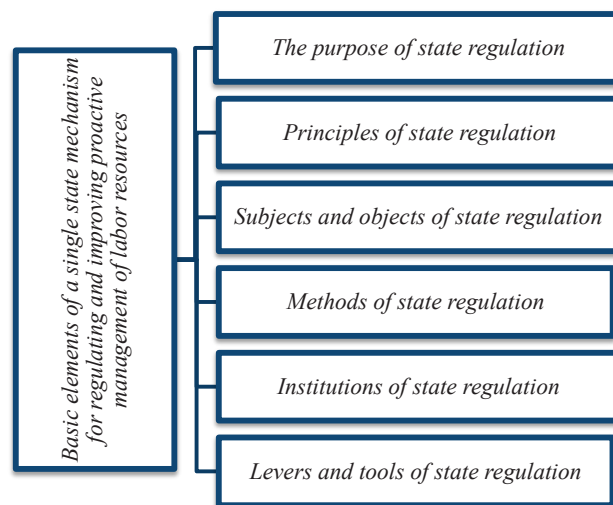 Basic elements of a single state mechanism
for regulating and improving proactive
management of labor resources
The purpose of state regulation
Principles of state regulation
Subjects and objects of state regulation
Methods of state regulation
Institutions of state regulation
Levers and tools of state regulation